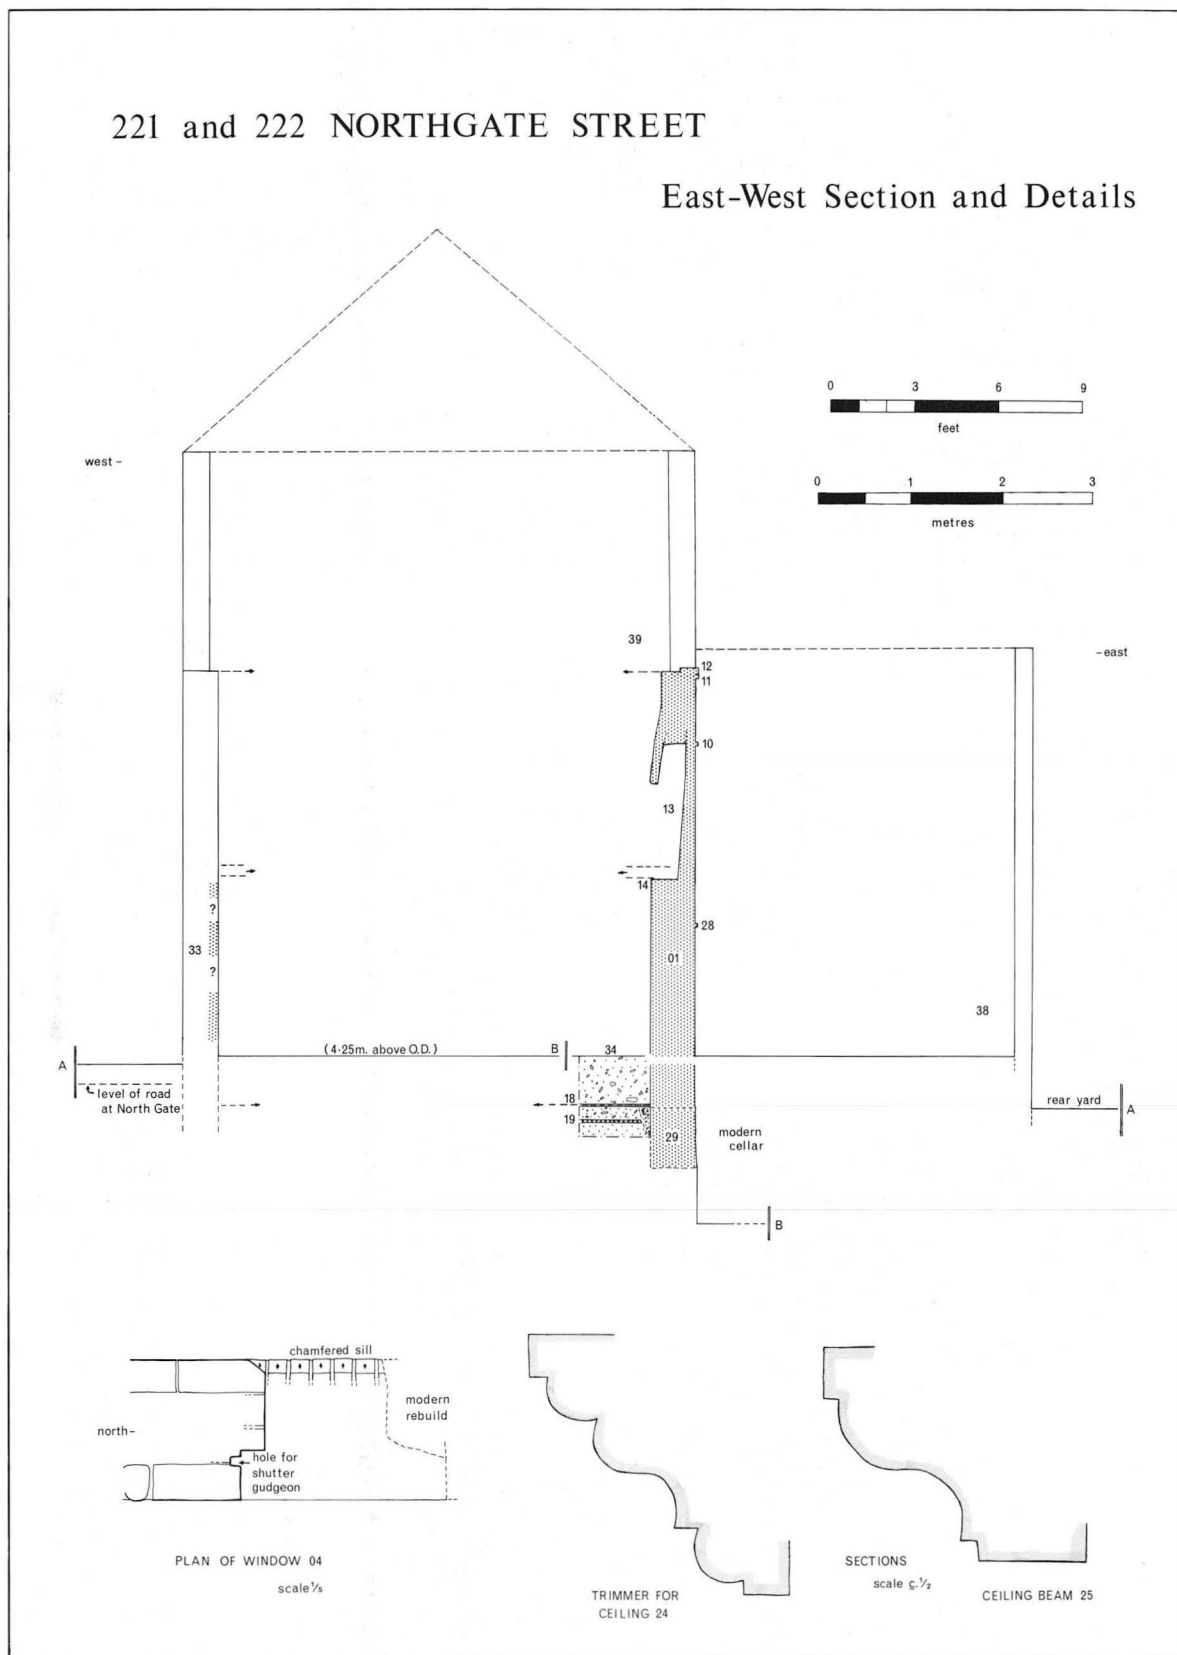 221 and 222 NORTHGATE STREET
East-West Section and Details
0 3 6 9
feet
west-
0 1 2 3
metres
39
-east
12
11
10
13
14
28
?
33
01
?
38
(4·25m. above O.D.)
B
34
A
level of road
at North Gate
18
rear yard
A
19
29
modern
cellar
B
chamfered sill
modern
rebuild
north-
hole for
shutter
gudgeon
PLAN OF WINDOW 04
scale 1/5
TRIMMER FOR
CEILING 24
SECTIONS
scale c. 1/2
CEILING BEAM 25